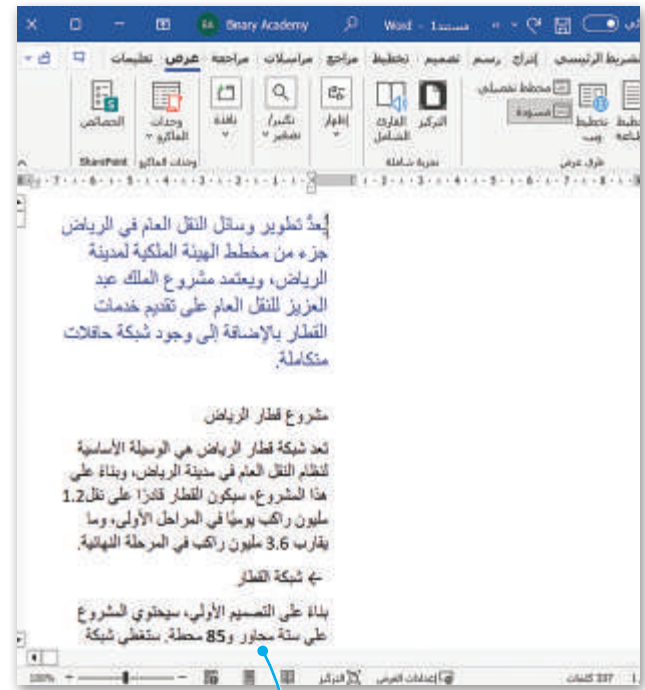 Binary Academy
مستند1 - Word
الشريط الرئيسي إدراج رسم تصميم تخطيط مراجع مراسلات مراجعة عرض تعليمات
مخطط تفصيلي
مسودة
تخطيط ويب
طرق عرض
التركيز
القارئ الشامل
تجربة شاملة
إظهار
تكبير/تصغير
نافذة
وحدات الماكرو
وحدات الماكرو
الخصائص
SharePoint
يُعدُّ تطوير وسائل النقل العام في الرياض
جزء من مخطط الهيئة الملكية لمدينة
الرياض، ويعتمد مشروع الملك عبد
العزيز للنقل العام على تقديم خدمات
القطار بالإضافة إلى وجود شبكة حافلات
متكاملة.
مشروع قطار الرياض
تعد شبكة قطار الرياض هي الوسيلة الأساسية
لنظام النقل العام في مدينة الرياض، وبناءً على
هذا المشروع، سيكون القطار قادرًا على نقل1.2
مليون راكب يوميًا في المراحل الأولى، وما
يقارب 3.6 مليون راكب في المرحلة النهائية.
← شبكة القطار
بناءً على التصميم الأولي، سيحتوي المشروع
على ستة محاور و85 محطة. ستغطي شبكة
337 كلمات
إعدادات العرض
التركيز
100%